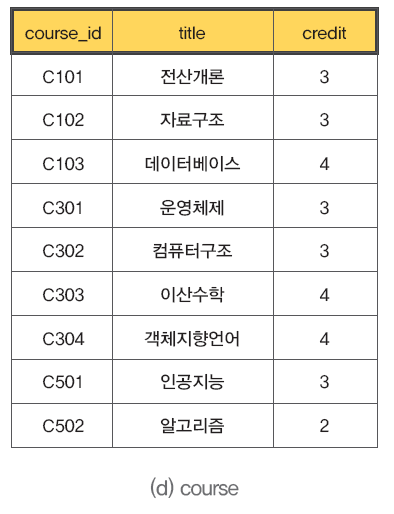 course_id title credit
C101 전산개론 3
C102 자료구조 3
C103 데이터베이스 4
C301 운영체제 3
C302 컴퓨터구조 3
C303 이산수학 4
C304 객체지향언어 4
C501 인공지능 3
C502 알고리즘 2
(d) course